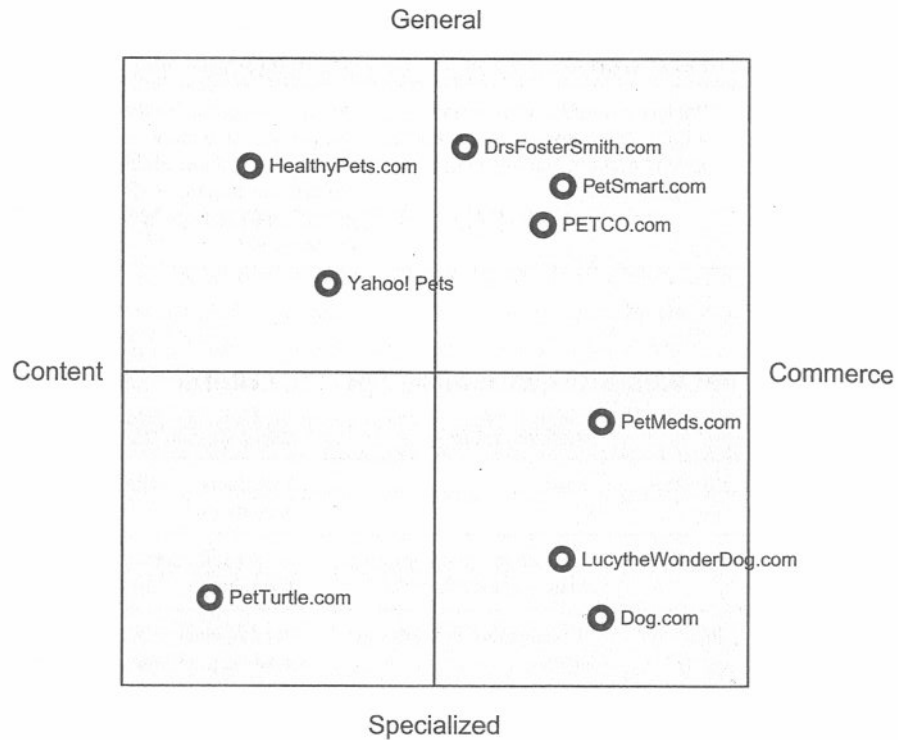 General
DrsFosterSmith.com
HealthyPets.com
PetSmart.com
PETCO.com
Yahoo! Pets
Content
Commerce
PetMeds.com
LucytheWonderDog.com
PetTurtle.com
Dog.com
Specialized